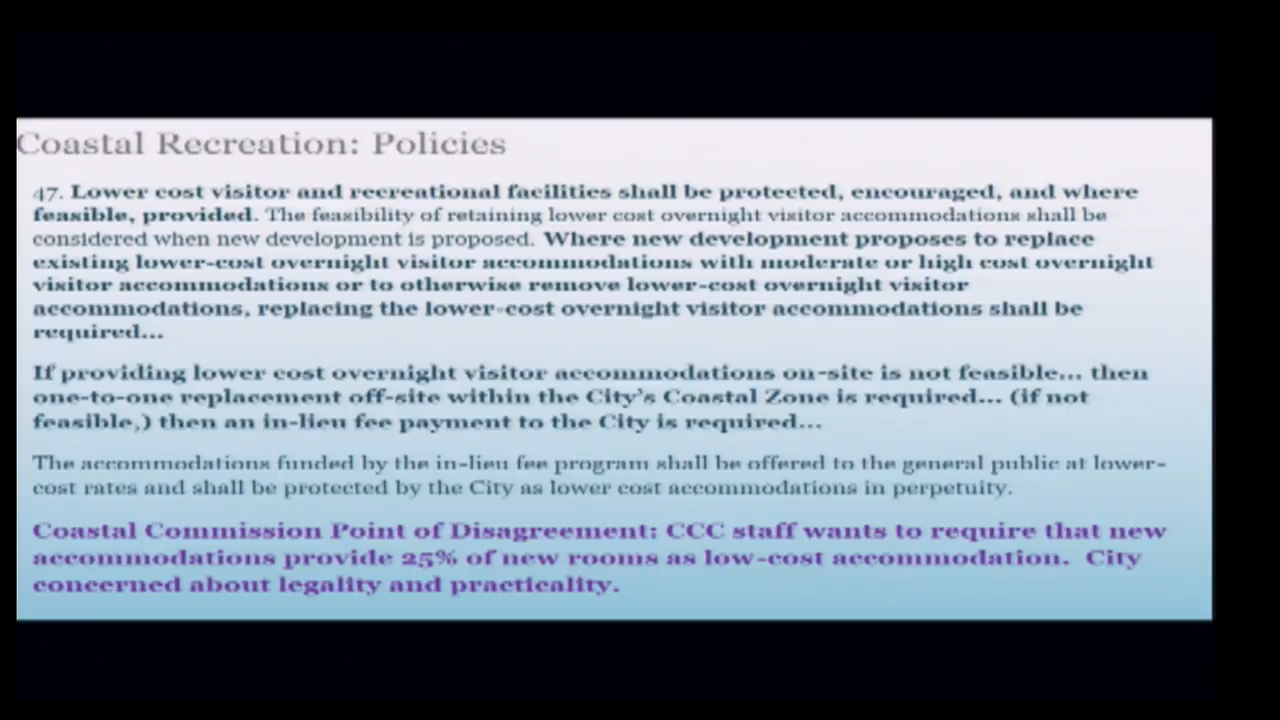 Coastal Recreation: Policies
47. Lower cost visitor and recreational facilities shall be protected, encouraged, and where
feasible, provided. The feasibility of retaining lower cost overnight visitor accommodations shall be
considered when new development is proposed. Where new development proposes to replace
existing lower-cost overnight visitor accommodations with moderate or high cost overnight
visitor accommodations or to otherwise remove lower-cost overnight visitor
accommodations, replacing the lower-cost overnight visitor accommodations shall be
required...
If providing lower cost overnight visitor accommodations on-site is not feasible... then
one-to-one replacement off-site within the City's Coastal Zone is required... (if not
feasible,) then an in-lieu fee payment to the City is required...
The accommodations funded by the in-lieu fee program shall be offered to the general public at lower-
cost rates and shall be protected by the City as lower cost accommodations in perpetuity.
Coastal Commission Point of Disagreement: CCC staff wants to require that new
accommodations provide 25% of new rooms as low-cost accommodation. City
concerned about legality and practicality.